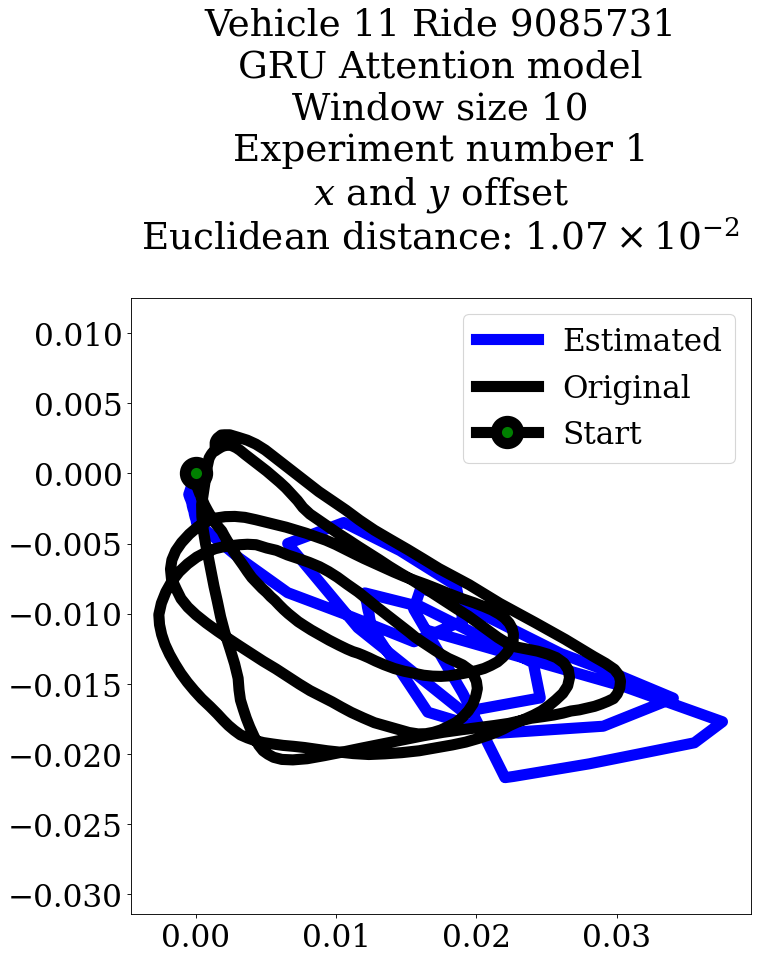 Vehicle 11 Ride 9085731
GRU Attention model
Window size 10
Experiment number 1
x and y offset
Euclidean distance: 1.07 × 10⁻²
Estimated
Original
Start
0.010
0.005
0.000
−0.005
−0.010
−0.015
−0.020
−0.025
−0.030
0.00
0.01
0.02
0.03